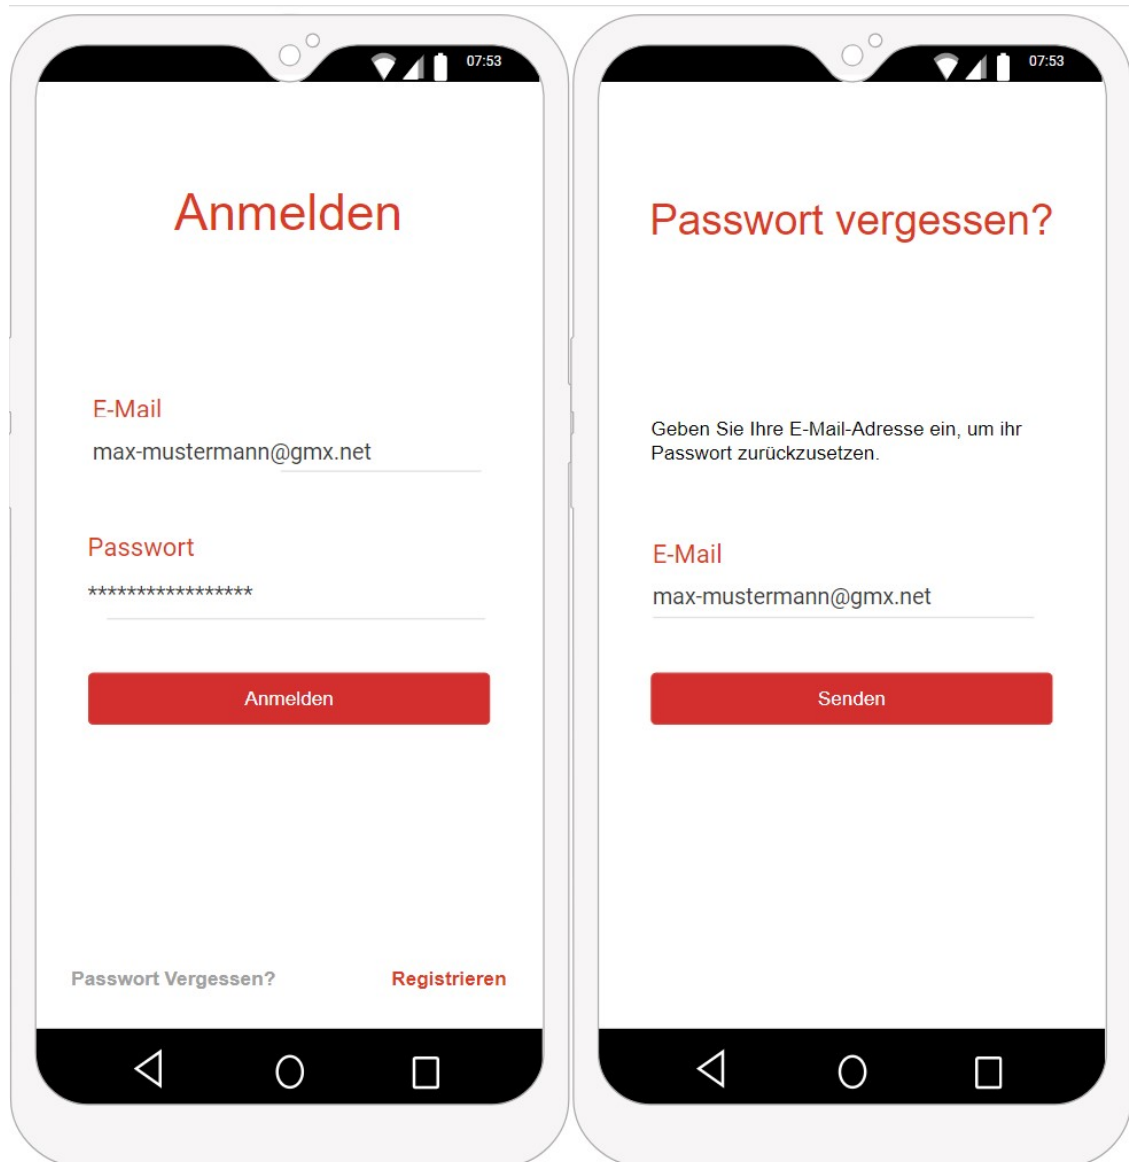 07:53
Anmelden
E-Mail
max-mustermann@gmx.net
Passwort
*****************
Anmelden
Passwort Vergessen?
Registrieren
07:53
Passwort vergessen?
Geben Sie Ihre E-Mail-Adresse ein, um ihr
Passwort zurückzusetzen.
E-Mail
max-mustermann@gmx.net
Senden